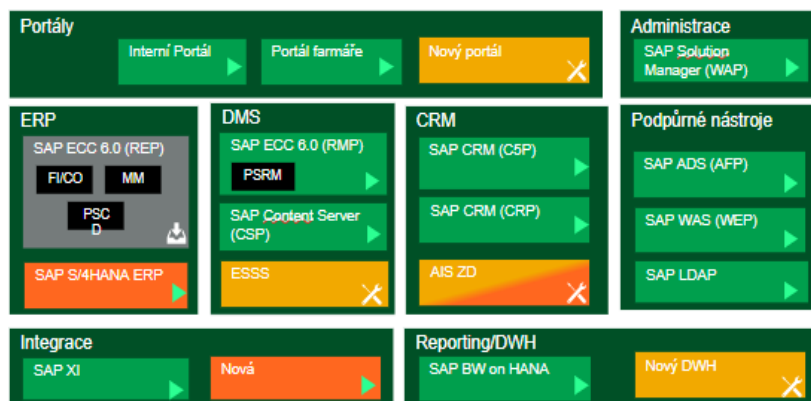 Portály
Interní Portál
Portál farmáře
Nový portál
Administrace
SAP Solution
Manager (WAP)
ERP
SAP ECC 6.0 (REP)
FI/CO
MM
PSC
D
SAP S/4HANA ERP
DMS
SAP ECC 6.0 (RMP)
PSRM
SAP Content Server
(CSP)
ESSS
CRM
SAP CRM (C5P)
SAP CRM (CRP)
AIS ZD
Podpůrné nástroje
SAP ADS (AFP)
SAP WAS (WEP)
SAP LDAP
Integrace
SAP XI
Nová
Reporting/DWH
SAP BW on HANA
Nový DWH